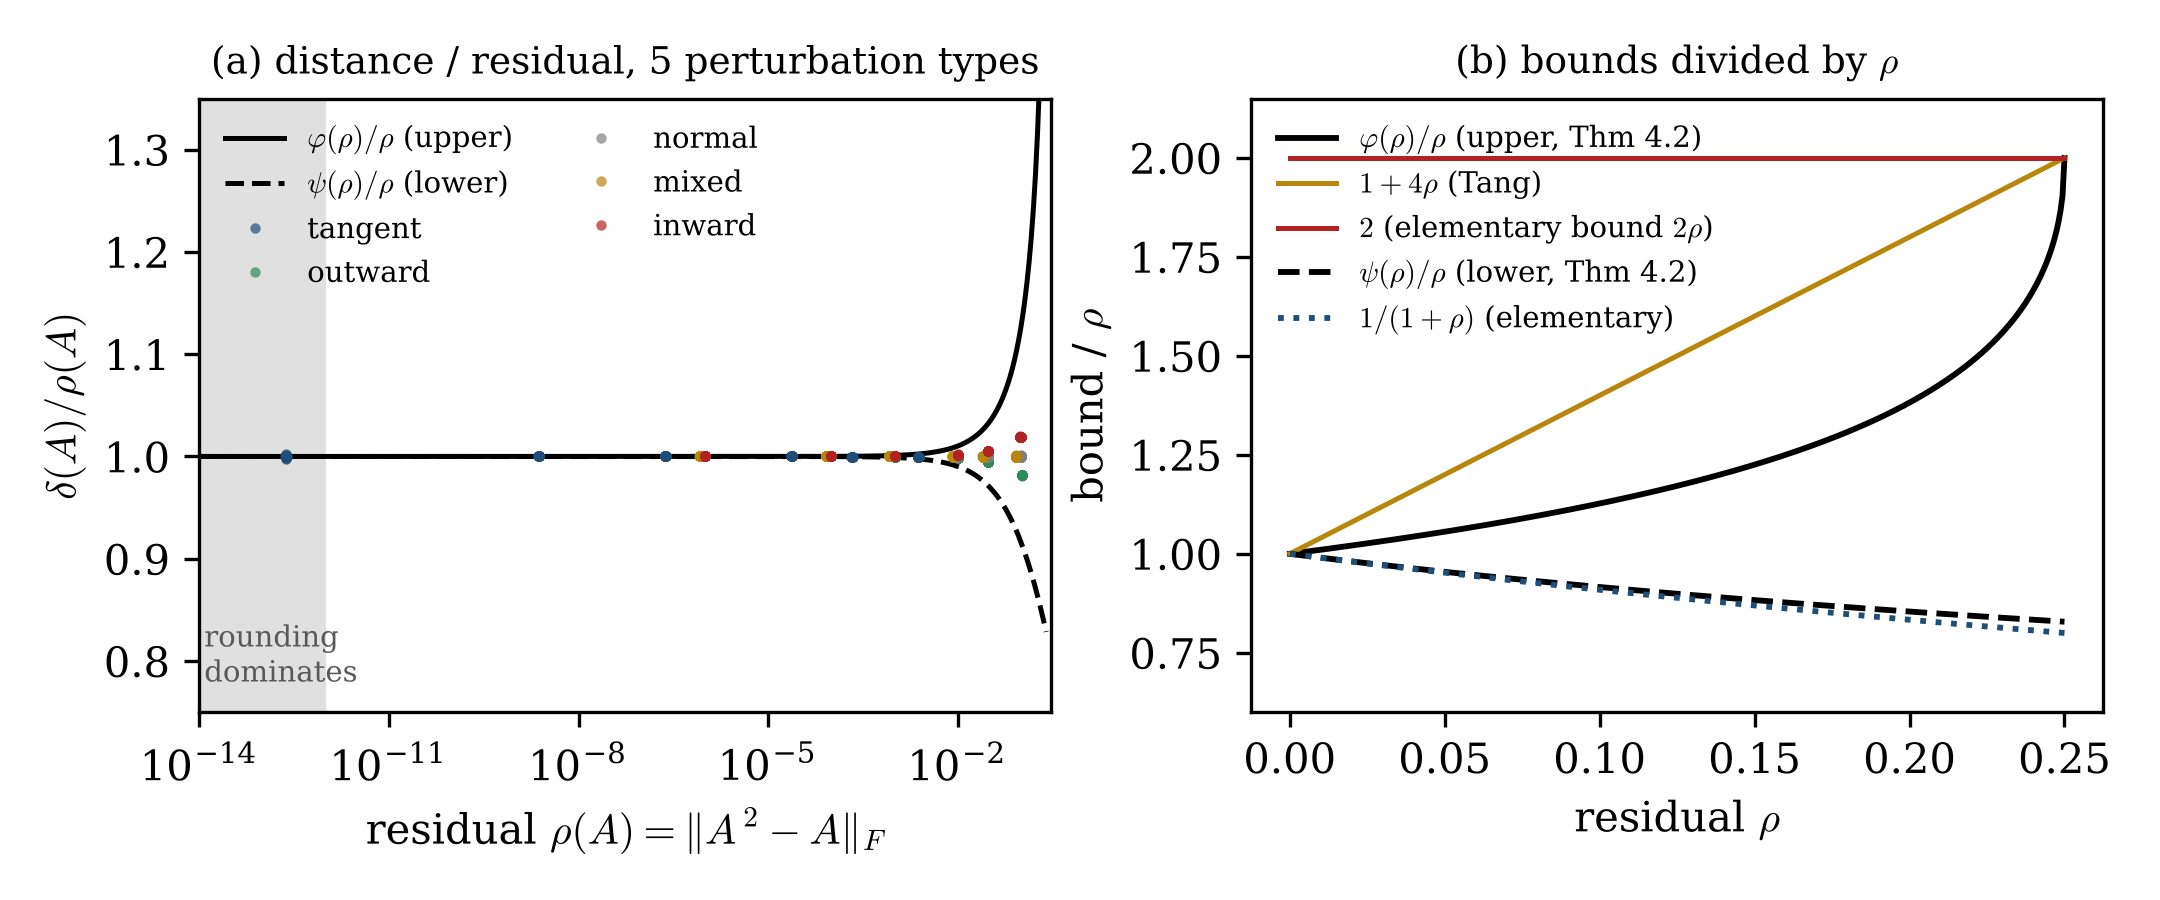 (a) distance / residual, 5 perturbation types
φ(ρ)/ρ (upper)
ψ(ρ)/ρ (lower)
tangent
outward
normal
mixed
inward
1.3
1.2
1.1
1.0
0.9
0.8
δ(A)/ρ(A)
rounding
dominates
10⁻¹⁴ 10⁻¹¹ 10⁻⁸ 10⁻⁵ 10⁻²
residual ρ(A) = ‖A² − A‖_F
(b) bounds divided by ρ
φ(ρ)/ρ (upper, Thm 4.2)
1 + 4ρ (Tang)
2 (elementary bound 2ρ)
ψ(ρ)/ρ (lower, Thm 4.2)
1/(1 + ρ) (elementary)
2.00
1.75
1.50
1.25
1.00
0.75
bound / ρ
0.00 0.05 0.10 0.15 0.20 0.25
residual ρ